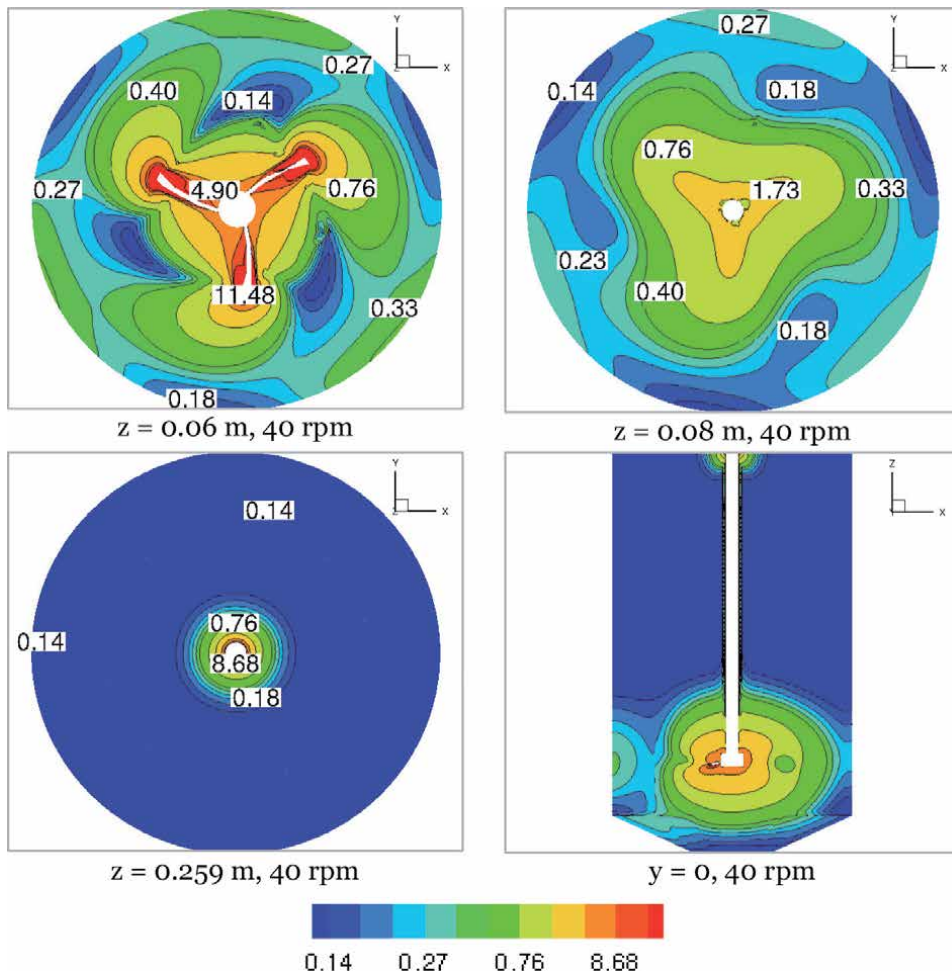 Y
Z X
0.27
0.40
0.14
0.27
4.90
0.76
11.48
0.33
0.18
z = 0.06 m, 40 rpm
Y
Z X
0.27
0.14
0.18
0.76
1.73
0.33
0.23
0.40
0.18
z = 0.08 m, 40 rpm
Y
Z X
0.14
0.14
0.76
8.68
0.18
z = 0.259 m, 40 rpm
Z
Y X
y = 0, 40 rpm
0.14 0.27 0.76 8.68